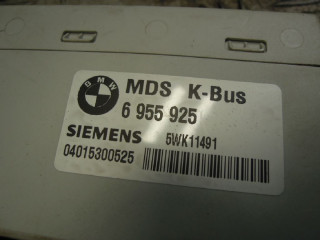 BMW
MDS K-Bus
6 955 925
SIEMENS 5WK11491
04015300525